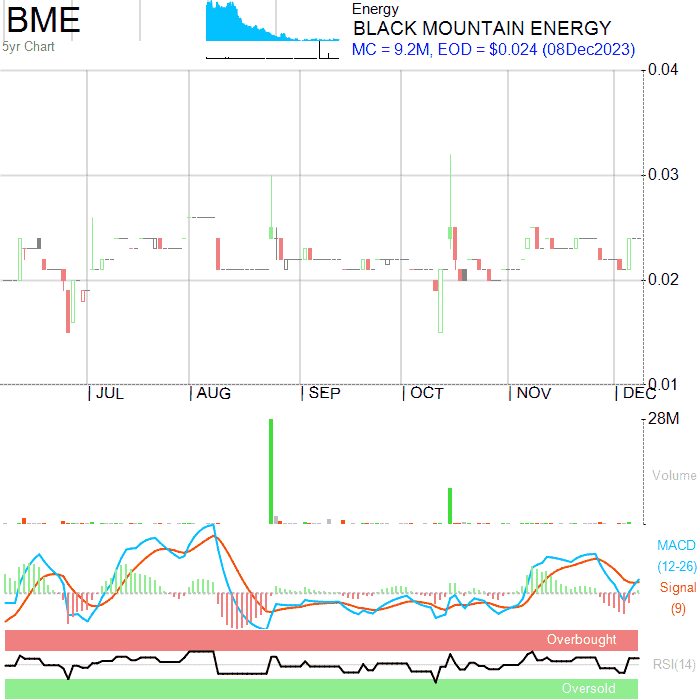 BME
5yr Chart
Energy
BLACK MOUNTAIN ENERGY
MC = 9.2M, EOD = $0.024 (08Dec2023)
0.04
0.03
0.02
0.01
JUL AUG SEP OCT NOV DEC
28M
Volume
MACD
(12-26)
Signal
(9)
Overbought
RSI(14)
Oversold